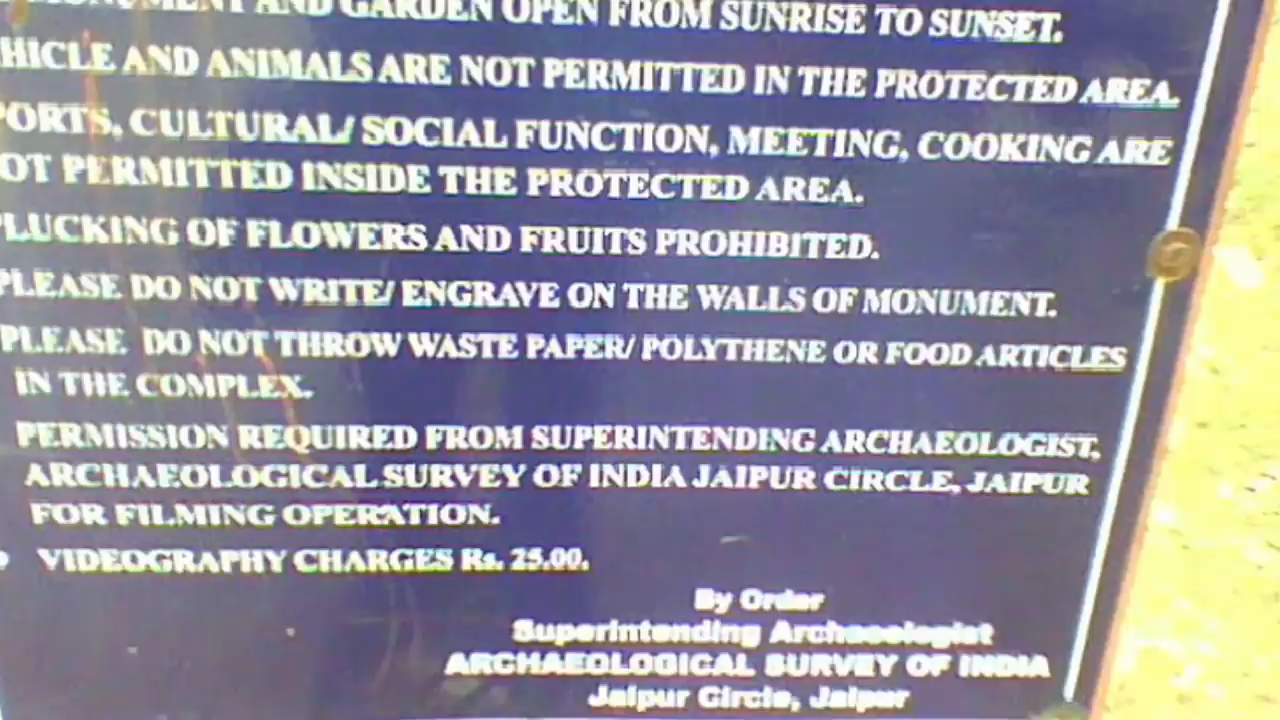 MONUMENT AND GARDEN OPEN FROM SUNRISE TO SUNSET.
HICLE AND ANIMALS ARE NOT PERMITTED IN THE PROTECTED AREA.
PORTS, CULTURAL/ SOCIAL FUNCTION, MEETING, COOKING ARE
OT PERMITTED INSIDE THE PROTECTED AREA.
PLUCKING OF FLOWERS AND FRUITS PROHIBITED.
PLEASE DO NOT WRITE/ ENGRAVE ON THE WALLS OF MONUMENT.
PLEASE DO NOT THROW WASTE PAPER/ POLYTHENE OR FOOD ARTICLES
IN THE COMPLEX.
PERMISSION REQUIRED FROM SUPERINTENDING ARCHAEOLOGIST,
ARCHAEOLOGICAL SURVEY OF INDIA JAIPUR CIRCLE, JAIPUR
FOR FILMING OPERATION.
VIDEOGRAPHY CHARGES Rs. 25.00.
By Order
Superintending Archaeologist
ARCHAEOLOGICAL SURVEY OF INDIA
Jaipur Circle, Jaipur